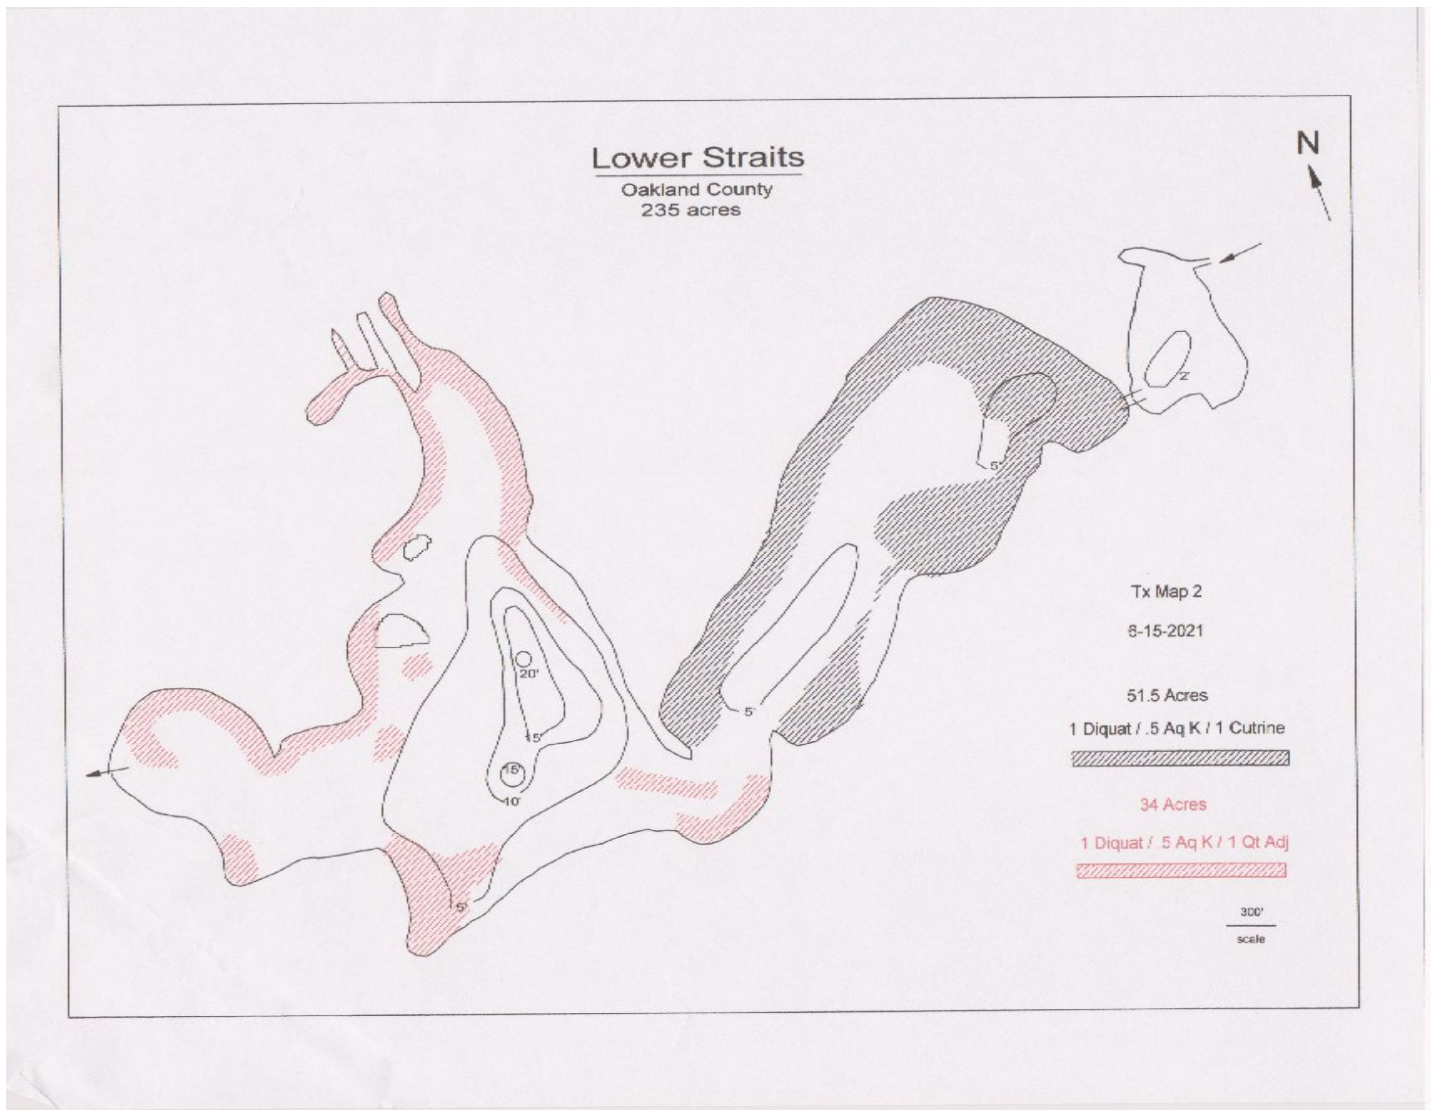 Lower Straits
Oakland County
235 acres
N
2'
5'
20'
15'
15'
10'
5'
5'
Tx Map 2
6-15-2021
51.5 Acres
1 Diquat / .5 Aq K / 1 Cutrine
34 Acres
1 Diquat / .5 Aq K / 1 Qt Adj
300'
scale